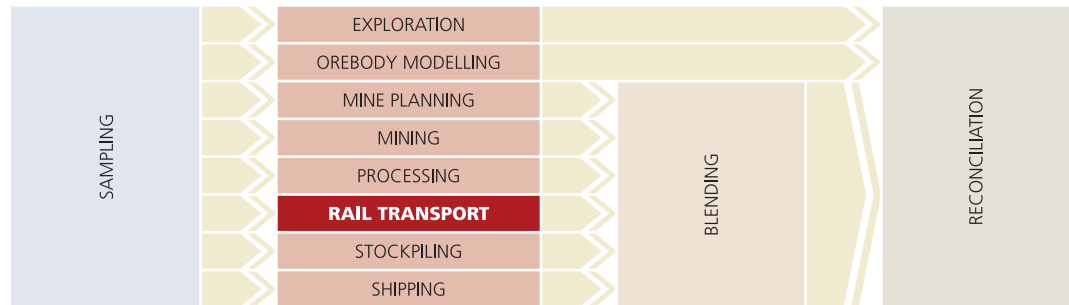 SAMPLING
EXPLORATION
OREBODY MODELLING
MINE PLANNING
MINING
PROCESSING
RAIL TRANSPORT
STOCKPILING
SHIPPING
BLENDING
RECONCILIATION